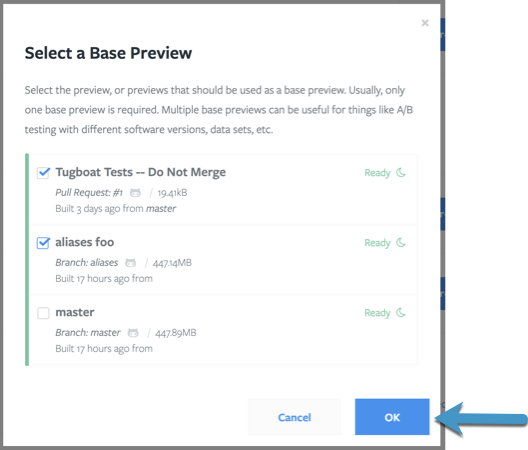 ×
Select a Base Preview
Select the preview, or previews that should be used as a base preview. Usually, only
one base preview is required. Multiple base previews can be useful for things like A/B
testing with different software versions, data sets, etc.
Tugboat Tests -- Do Not Merge Ready
Pull Request: #1 / 19.41kB
Built 3 days ago from master
aliases foo Ready
Branch: aliases / 447.14MB
Built 17 hours ago from
master Ready
Branch: master / 447.89MB
Built 17 hours ago from
Cancel OK